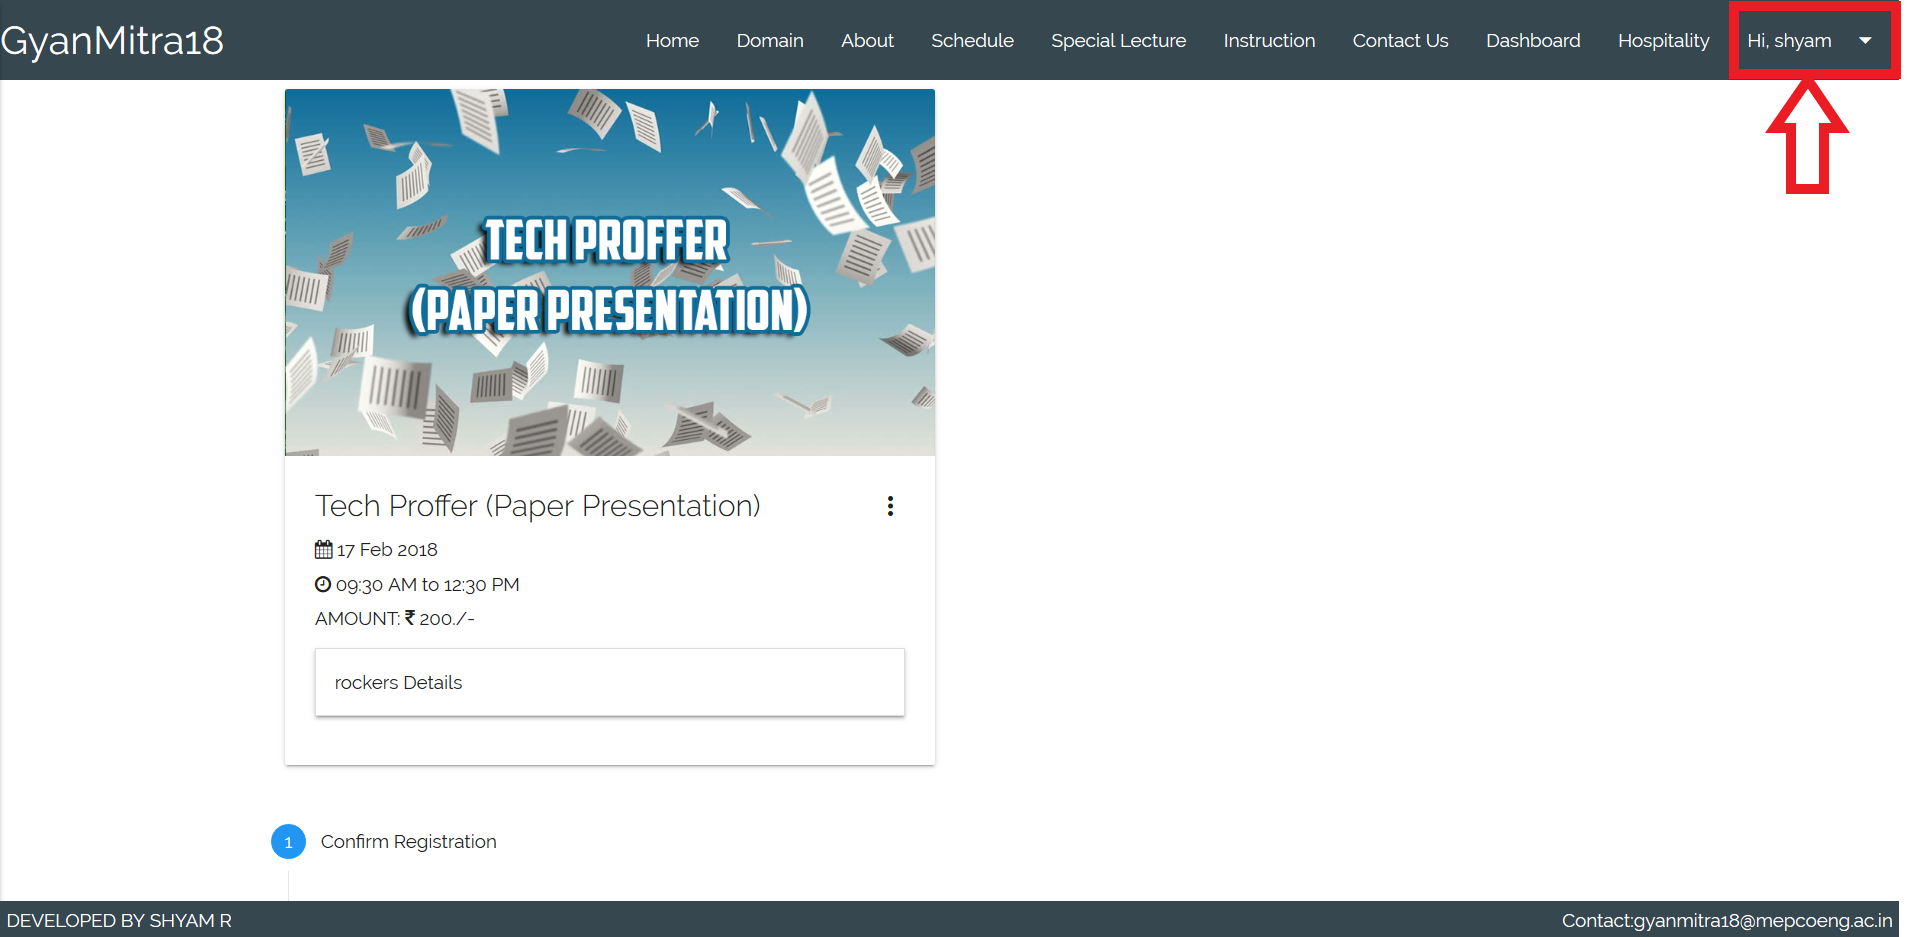 GyanMitra18
Home Domain About Schedule Special Lecture Instruction Contact Us Dashboard Hospitality Hi, shyam
TECH PROFFER
(PAPER PRESENTATION)
Tech Proffer (Paper Presentation)
17 Feb 2018
09:30 AM to 12:30 PM
AMOUNT: ₹ 200./-
rockers Details
1 Confirm Registration
DEVELOPED BY SHYAM R
Contact:gyanmitra18@mepcoeng.ac.in